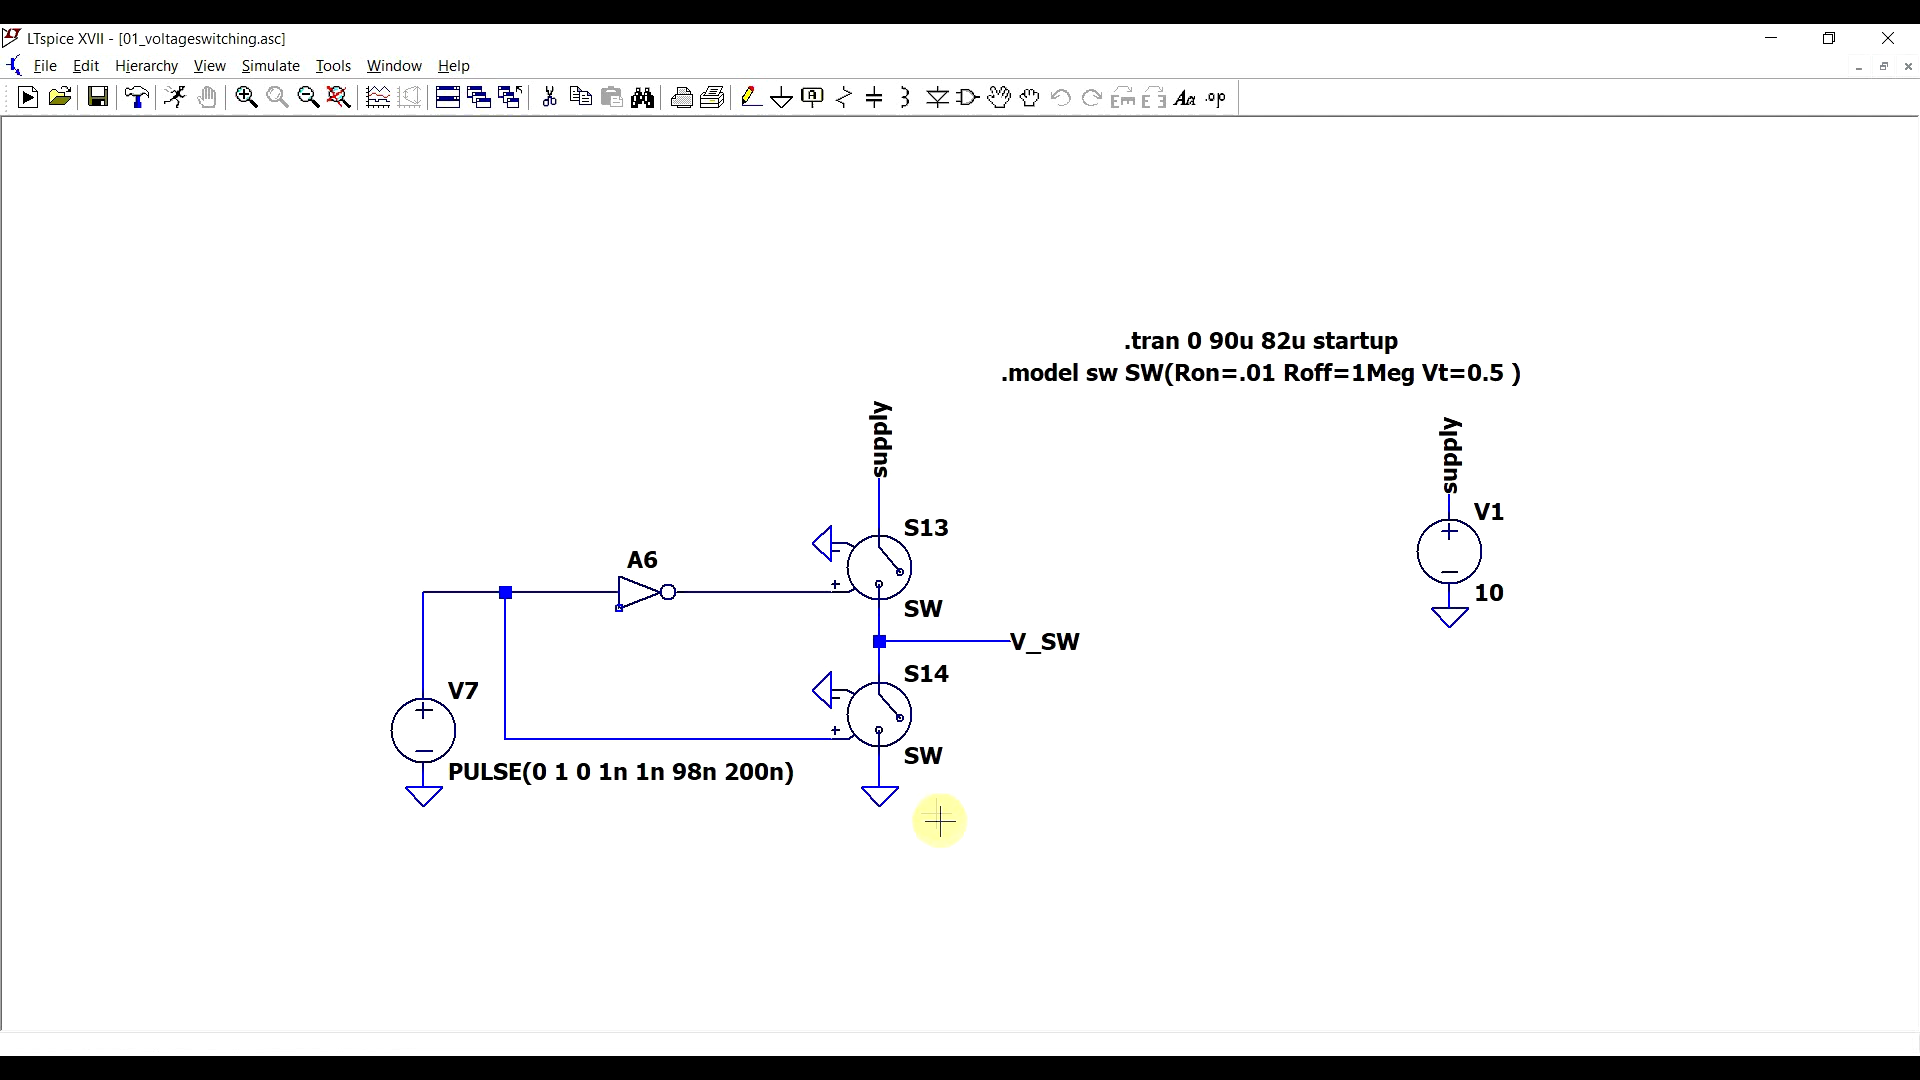 LTspice XVII - [01_voltageswitching.asc]
File Edit Hierarchy View Simulate Tools Window Help
A Aa .op
.tran 0 90u 82u startup
.model sw SW(Ron=.01 Roff=1Meg Vt=0.5 )
supply
supply
V1
10
S13
SW
A6
V_SW
S14
SW
V7
PULSE(0 1 0 1n 1n 98n 200n)